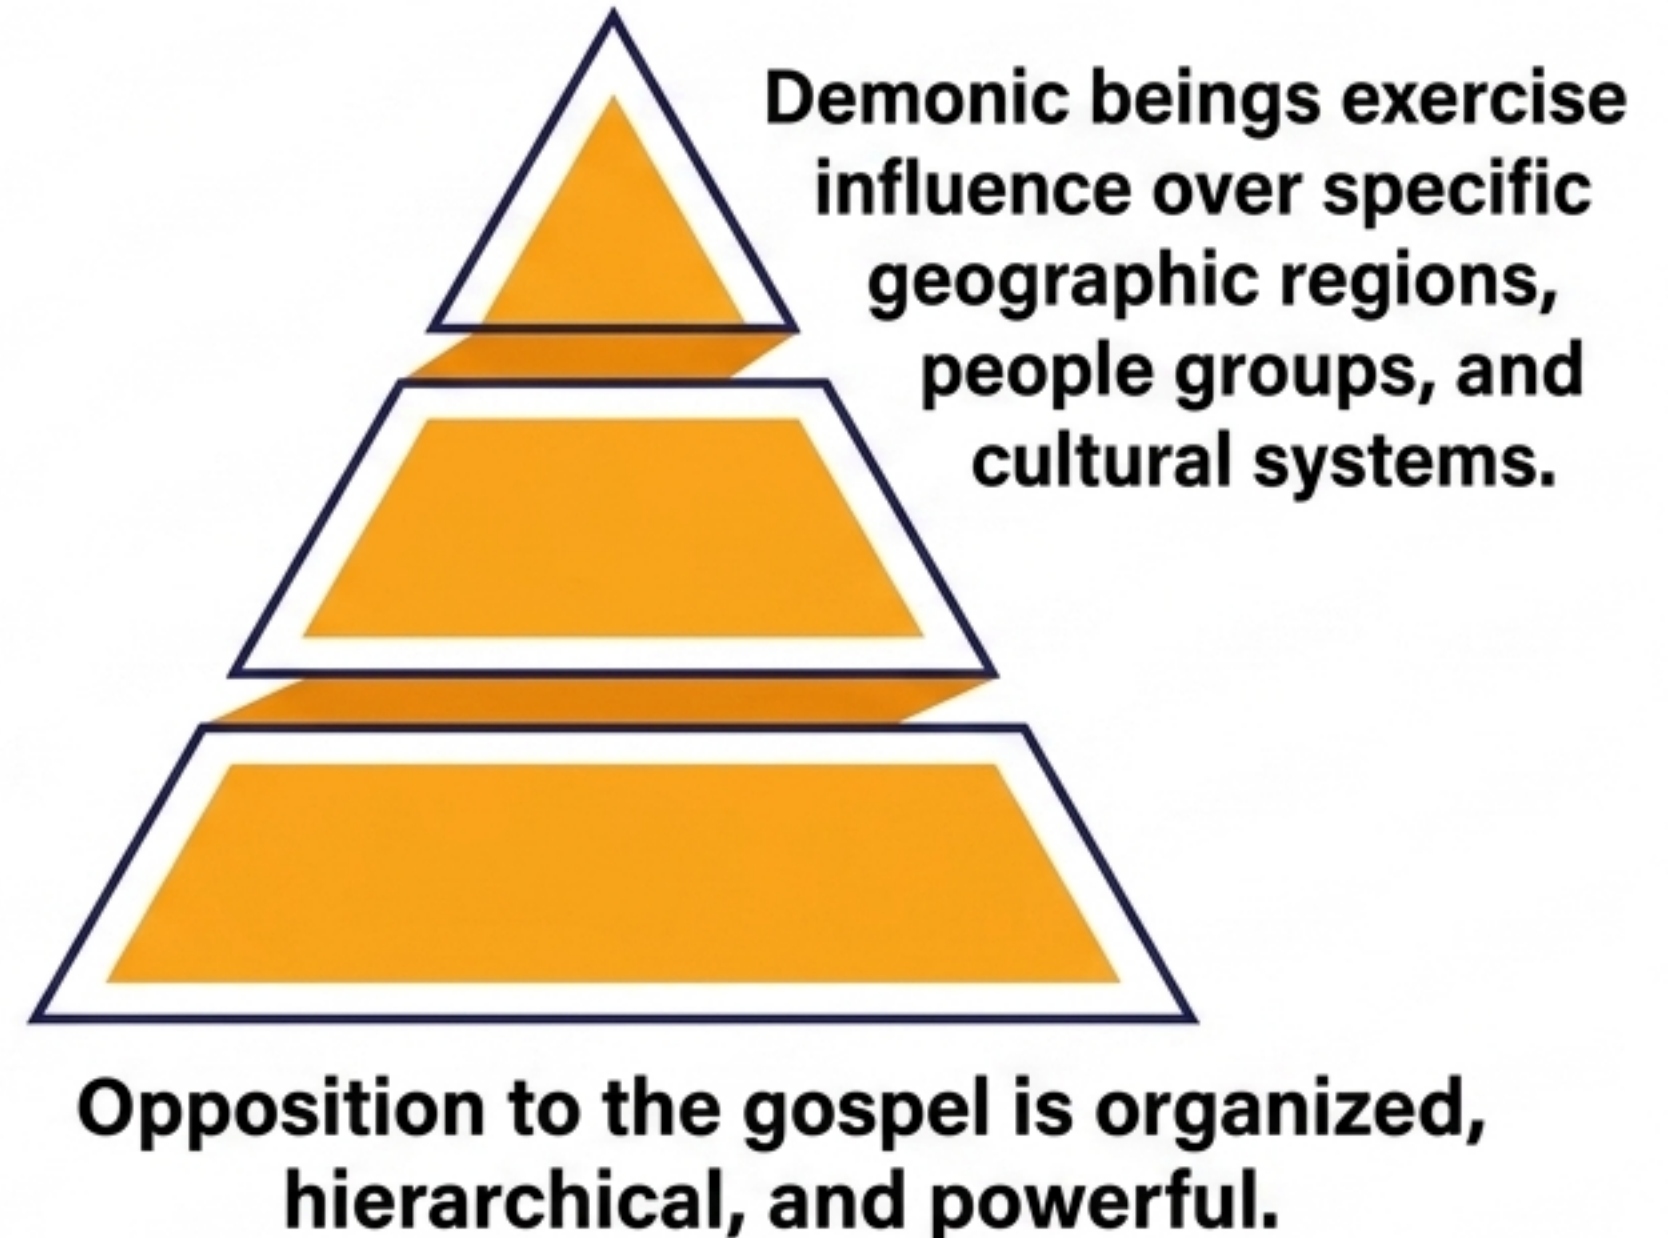 Demonic beings exercise
influence over specific
geographic regions,
people groups, and
cultural systems.
Opposition to the gospel is organized,
hierarchical, and powerful.